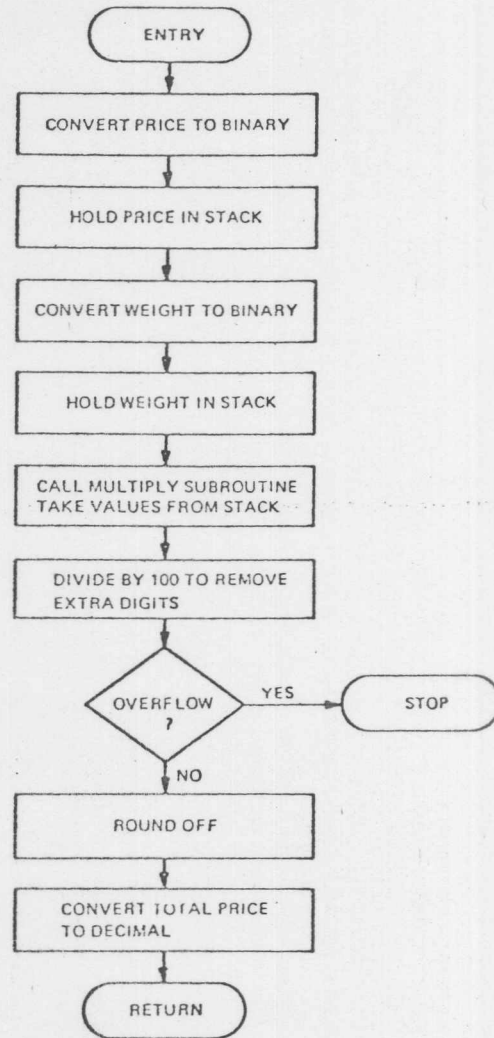 ENTRY
CONVERT PRICE TO BINARY
HOLD PRICE IN STACK
CONVERT WEIGHT TO BINARY
HOLD WEIGHT IN STACK
CALL MULTIPLY SUBROUTINE
TAKE VALUES FROM STACK
DIVIDE BY 100 TO REMOVE
EXTRA DIGITS
OVERFLOW
?
YES
STOP
NO
ROUND OFF
CONVERT TOTAL PRICE
TO DECIMAL
RETURN